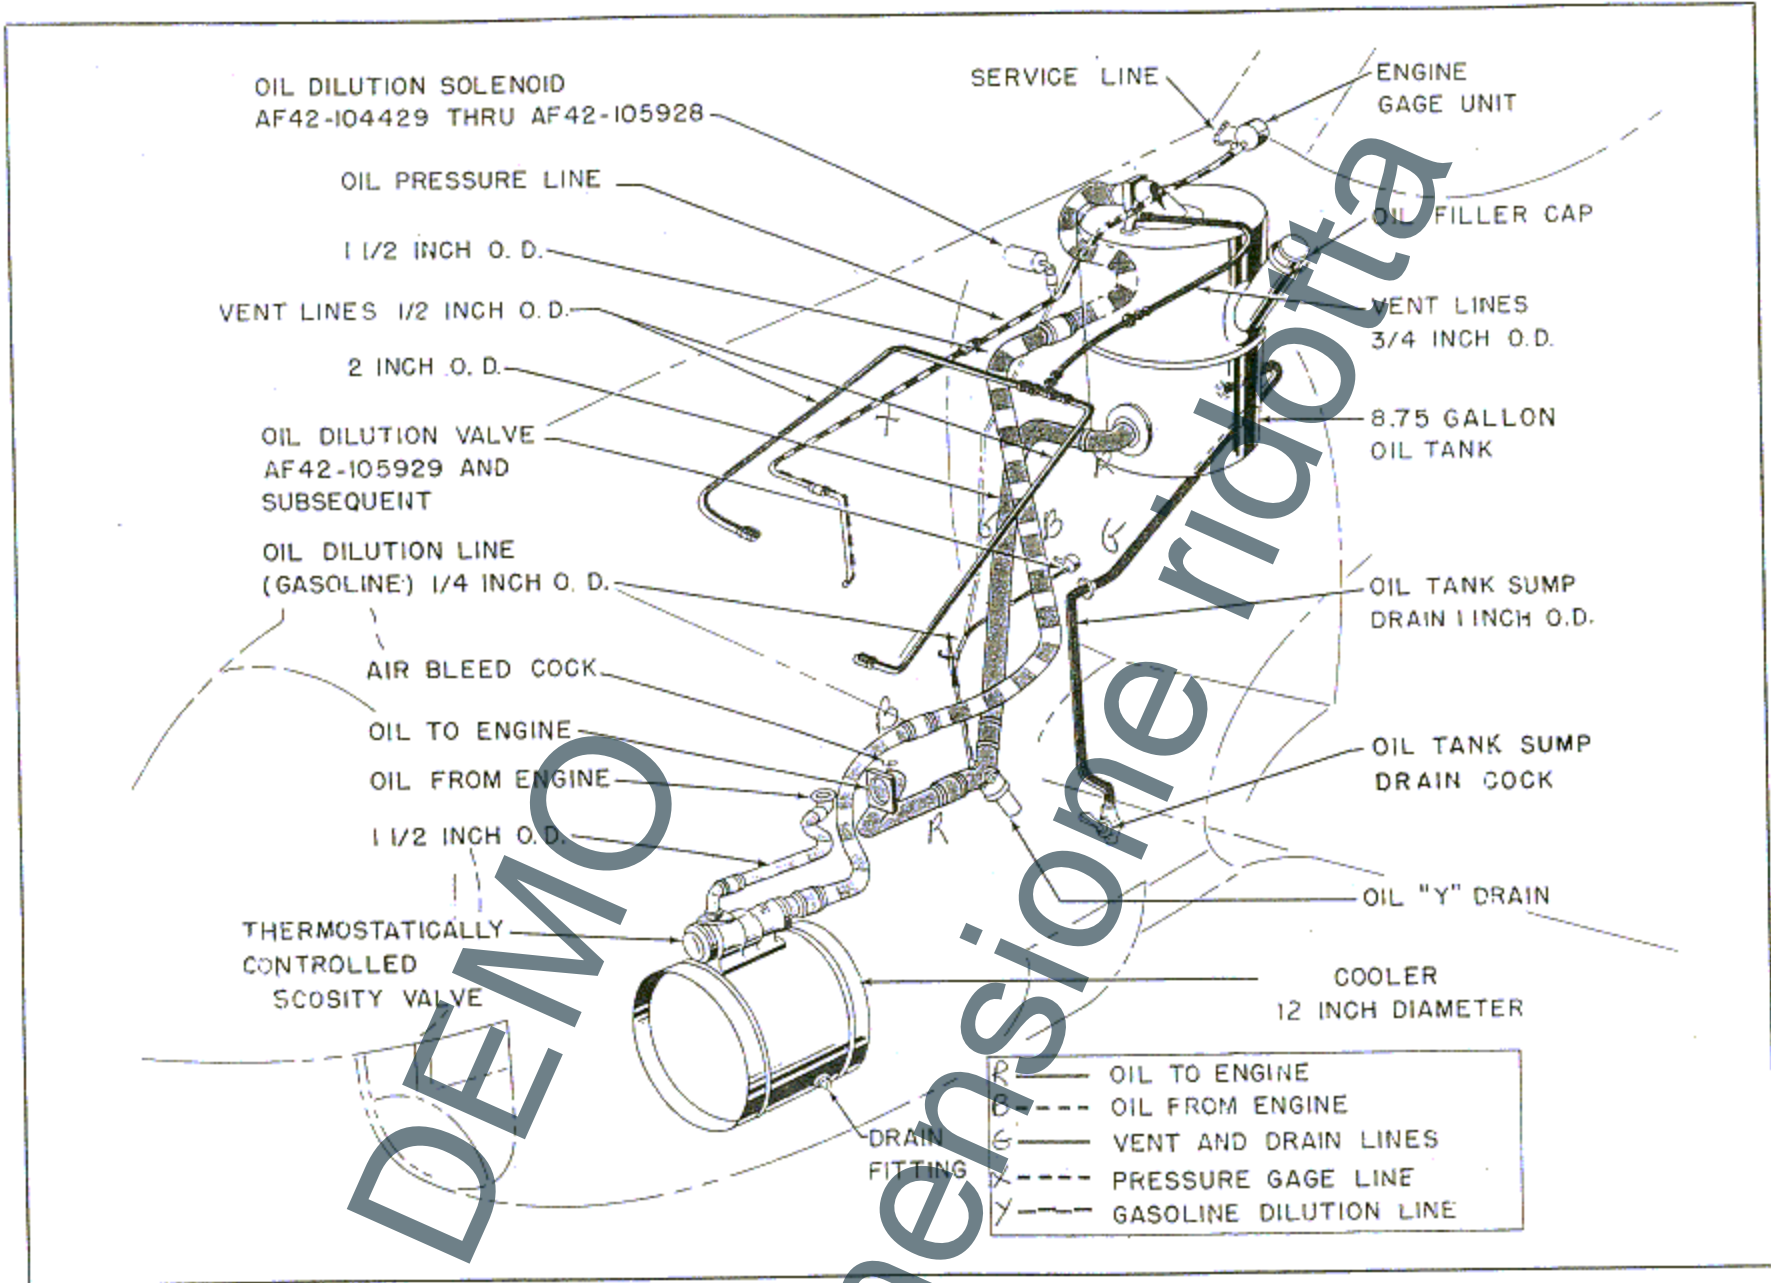 OIL DILUTION SOLENOID
AF42-104429 THRU AF42-105928
OIL PRESSURE LINE
1 1/2 INCH O. D.
VENT LINES 1/2 INCH O. D.
2 INCH O. D.
OIL DILUTION VALVE
AF42-105929 AND
SUBSEQUENT
OIL DILUTION LINE
(GASOLINE) 1/4 INCH O. D.
AIR BLEED COCK
OIL TO ENGINE
OIL FROM ENGINE
1 1/2 INCH O. D.
THERMOSTATICALLY
CONTROLLED
SCOSITY VALVE
SERVICE LINE
ENGINE
GAGE UNIT
OIL FILLER CAP
VENT LINES
3/4 INCH O. D.
8.75 GALLON
OIL TANK
OIL TANK SUMP
DRAIN 1 INCH O.D.
OIL TANK SUMP
DRAIN COCK
OIL "Y" DRAIN
COOLER
12 INCH DIAMETER
DRAIN
FITTING
R
B
G
B
R
R OIL TO ENGINE
B OIL FROM ENGINE
G VENT AND DRAIN LINES
X PRESSURE GAGE LINE
Y GASOLINE DILUTION LINE
DEMO
ensione ridotta